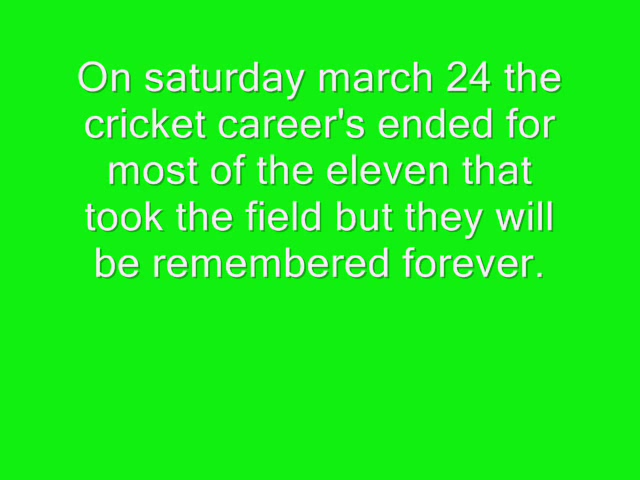 On saturday march 24 the
cricket career's ended for
most of the eleven that
took the field but they will
be remembered forever.